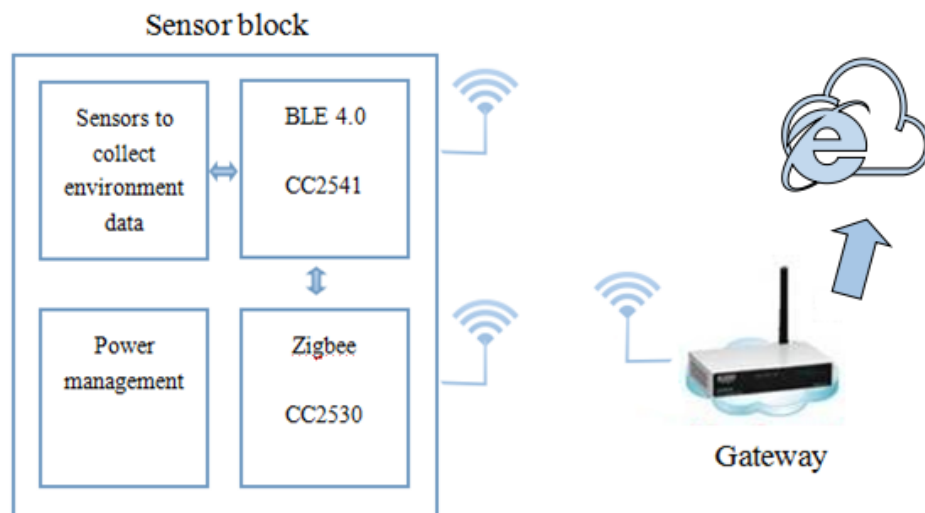 Sensor block
Sensors to
collect
environment
data
BLE 4.0
CC2541
Power
management
Zigbee
CC2530
Gateway